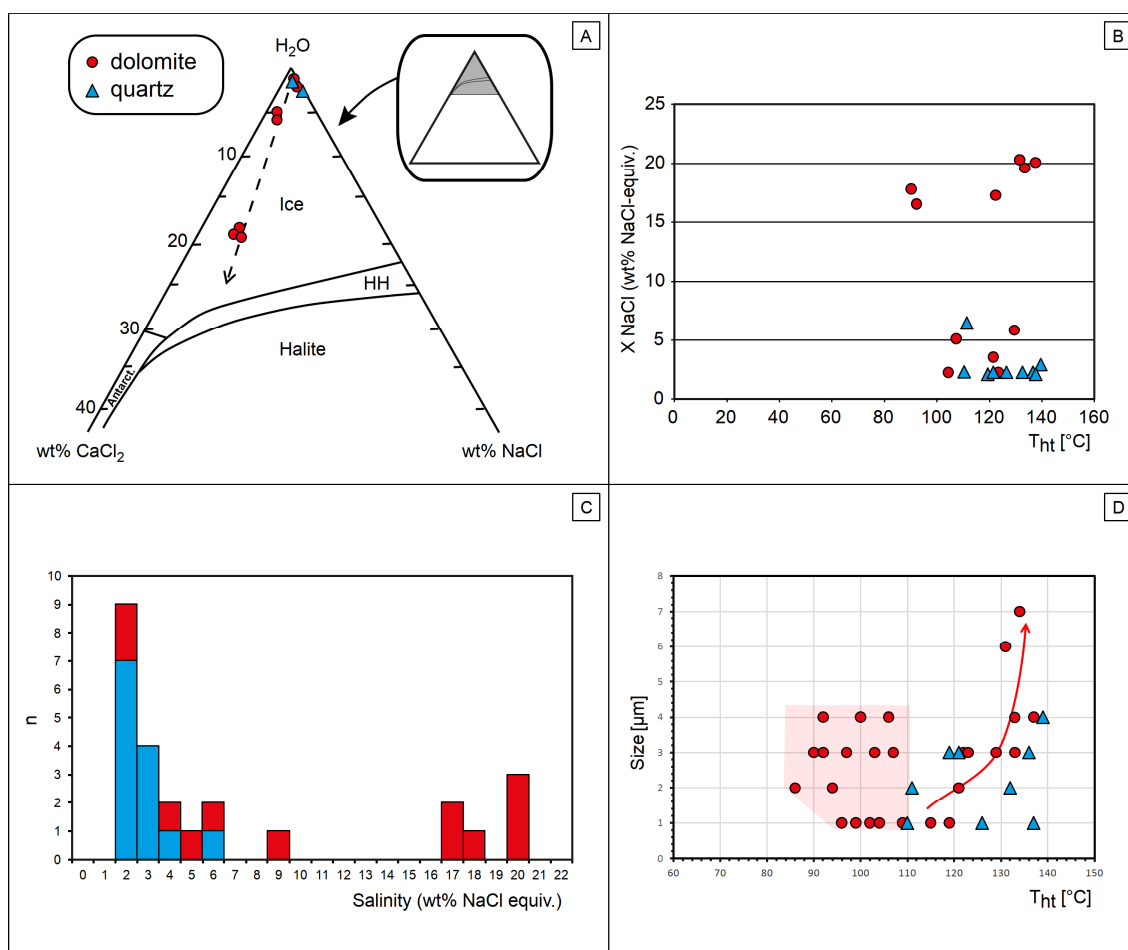 A
H₂O
dolomite
quartz
10
Ice
20
HH
30
Halite
Antarct.
40
wt% CaCl₂
wt% NaCl
B
25
20
15
10
5
0
X NaCl (wt% NaCl-equiv.)
0 20 40 60 80 100 120 140 160
Tht [°C]
C
10
9
8
7
6
5
4
3
2
1
0
n
0 1 2 3 4 5 6 7 8 9 10 11 12 13 14 15 16 17 18 19 20 21 22
Salinity (wt% NaCl equiv.)
D
8
7
6
5
4
3
2
1
0
Size [µm]
60 70 80 90 100 110 120 130 140 150
Tht [°C]